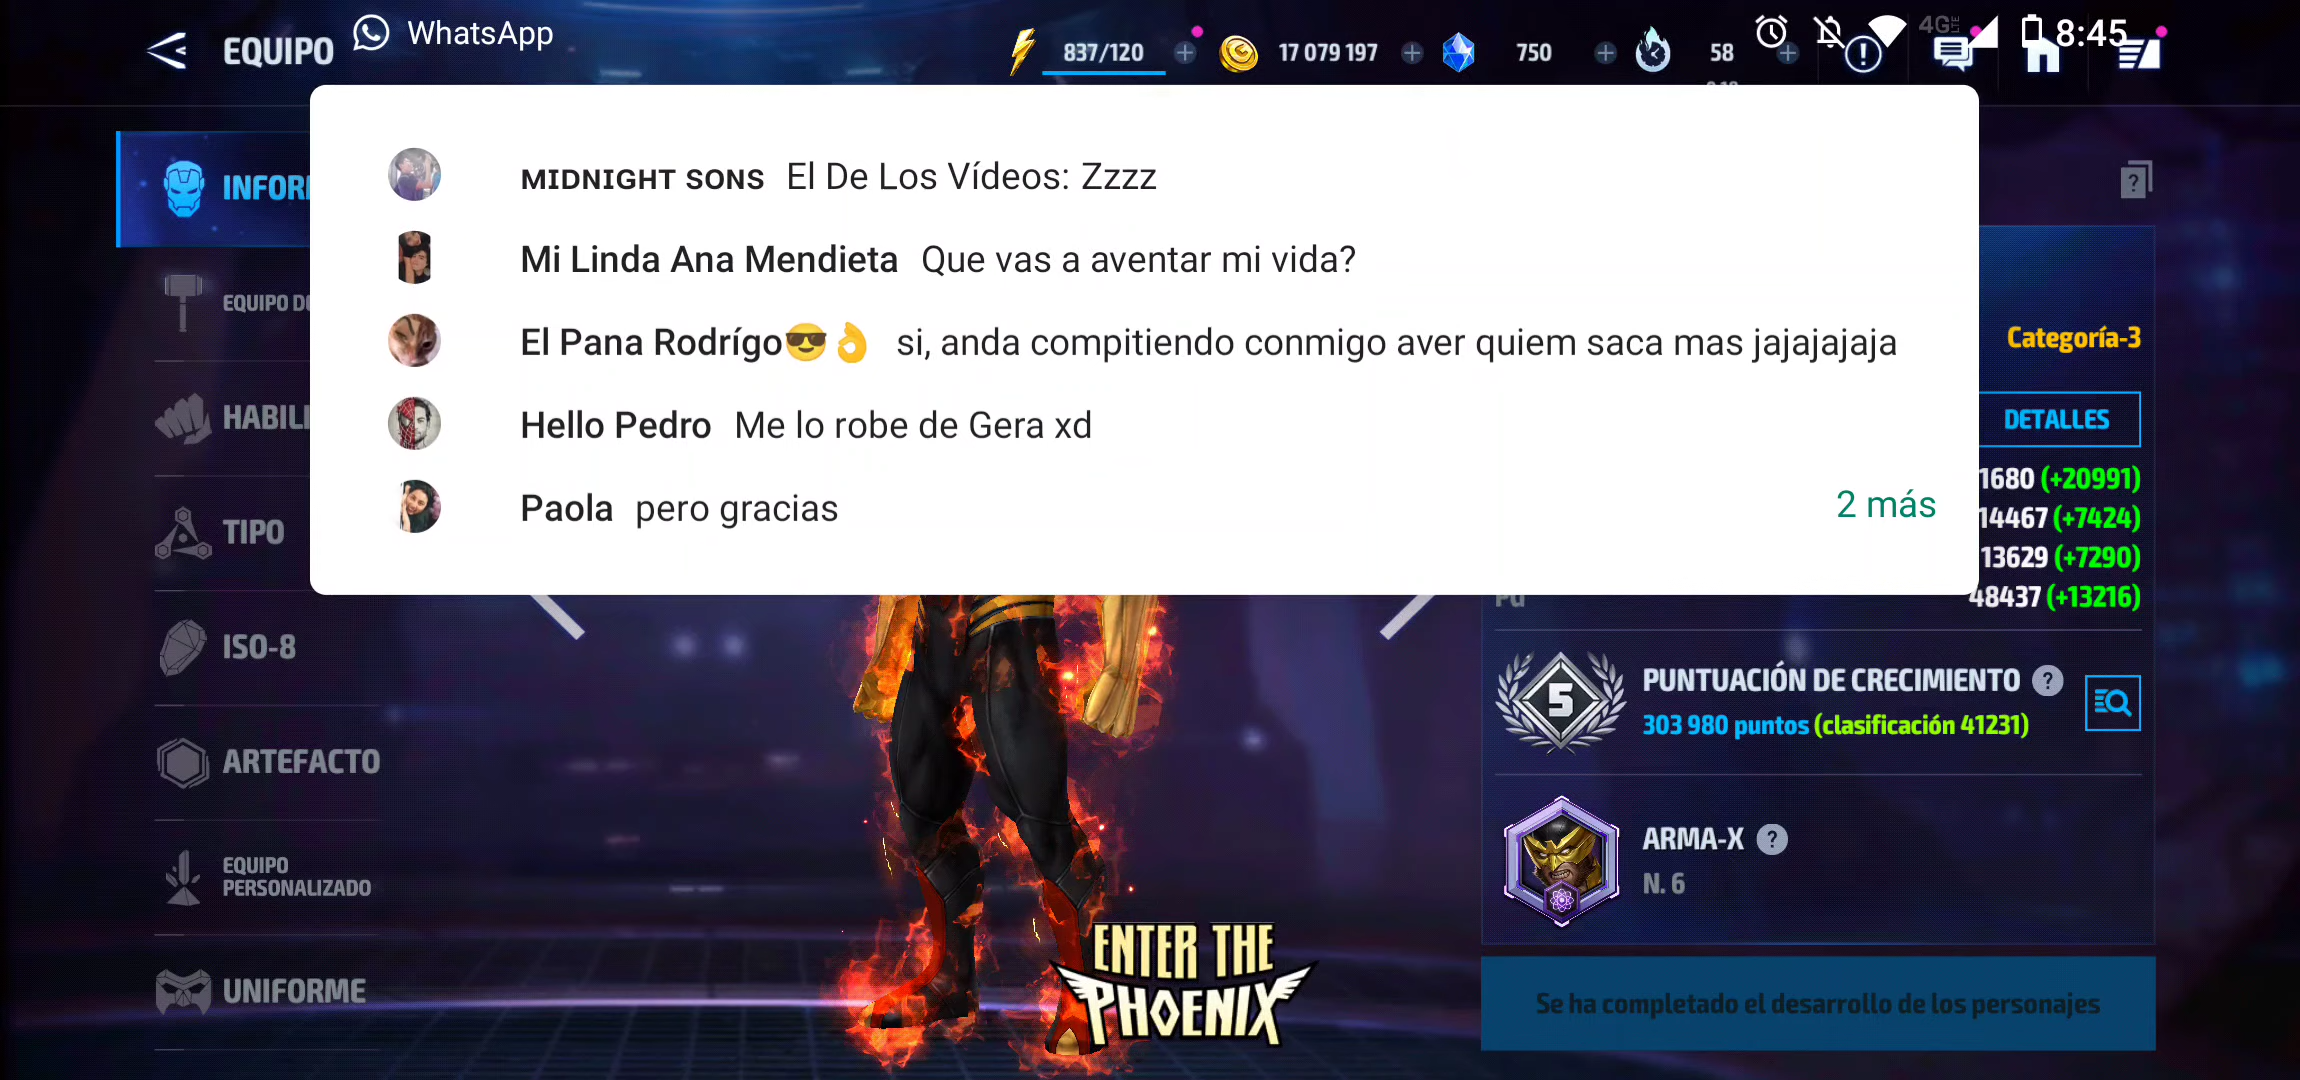 EQUIPO
WhatsApp
837/120
17 079 197
750
58
4G LTE
8:45
MIDNIGHT SONS El De Los Vídeos: Zzzz
Mi Linda Ana Mendieta Que vas a aventar mi vida?
El Pana Rodrígo😎👌 si, anda compitiendo conmigo aver quiem saca mas jajajajaja
Hello Pedro Me lo robe de Gera xd
Paola pero gracias
2 más
HABILI
TIPO
ISO-8
ARTEFACTO
EQUIPO
PERSONALIZADO
UNIFORME
Categoría-3
DETALLES
1680 (+20991)
14467 (+7424)
13629 (+7290)
48437 (+13216)
5
PUNTUACIÓN DE CRECIMIENTO ?
303 980 puntos (clasificación 41231)
ARMA-X ?
N. 6
Se ha completado el desarrollo de los personajes
ENTER THE
PHOENIX